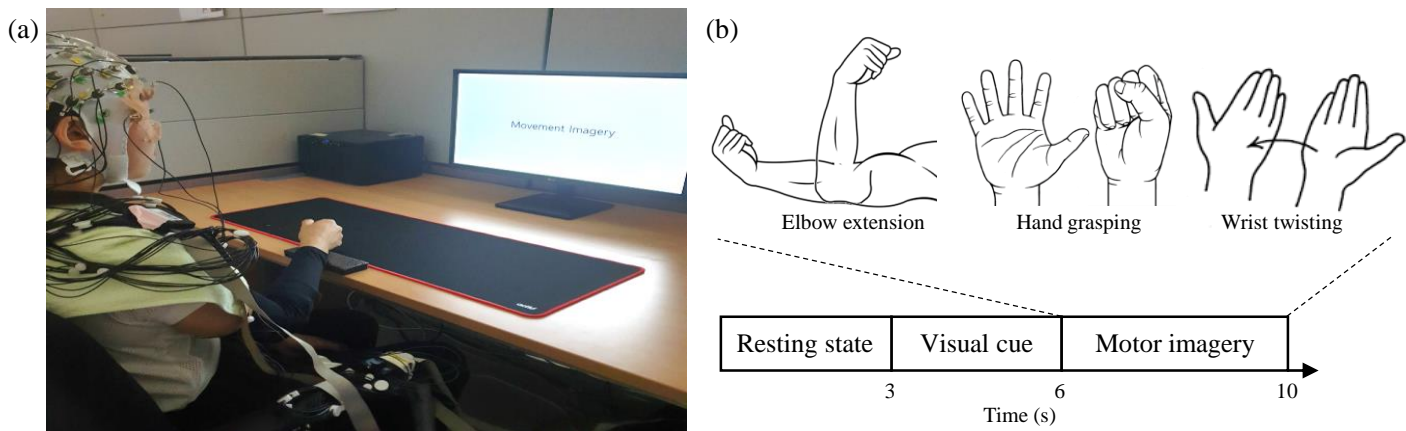 (a)
Movement Imagery
(b)
Elbow extension
Hand grasping
Wrist twisting
Resting state
Visual cue
Motor imagery
3
6
10
Time (s)